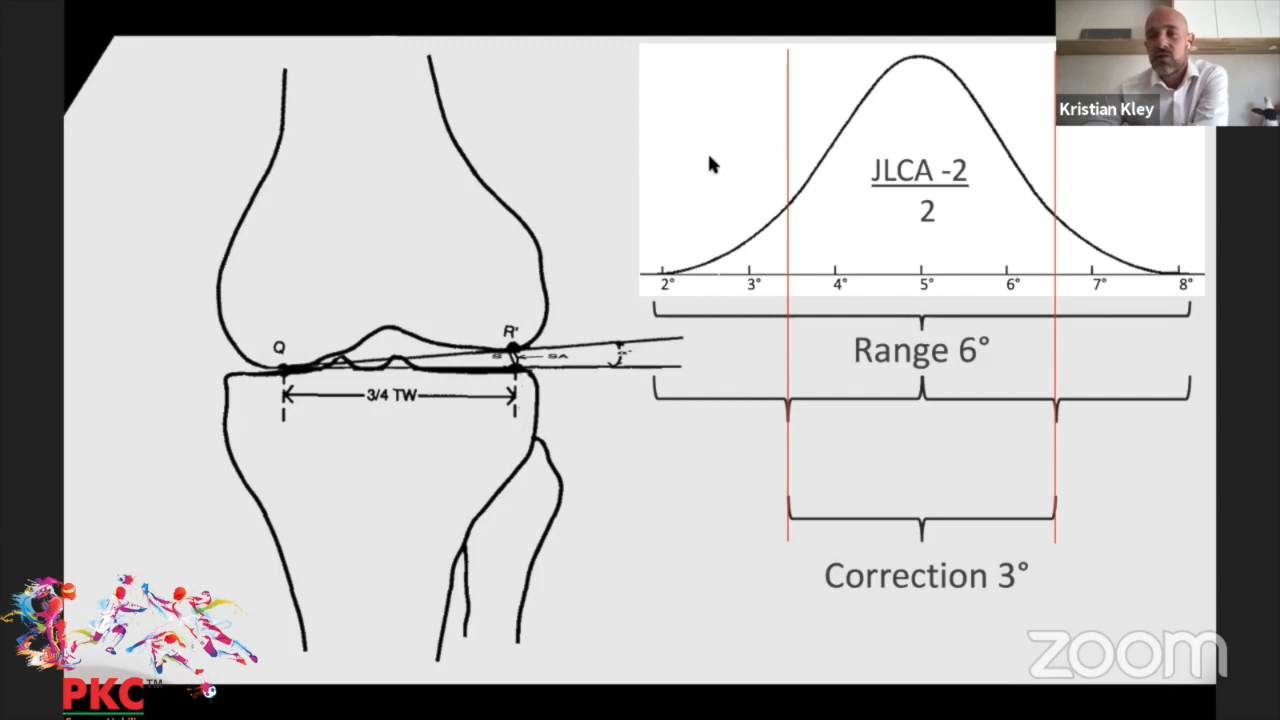 Kristian Kley
JLCA -2
2
2° 3° 4° 5° 6° 7° 8°
Range 6°
Correction 3°
Q
R'
S
SA
3/4 TW
zoom
PKC™